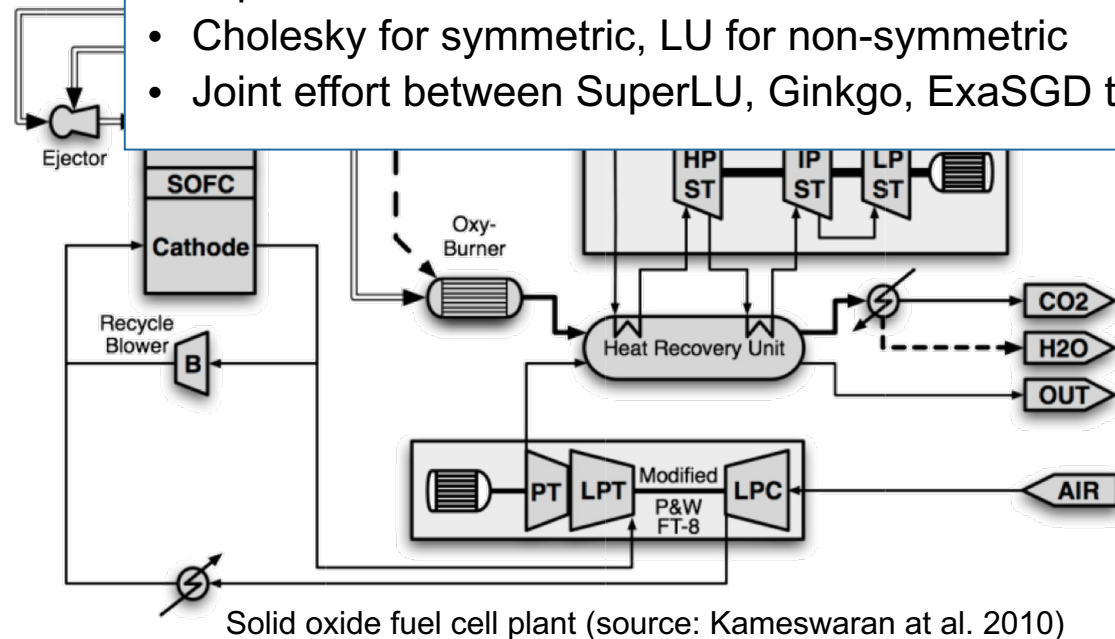 • Cholesky for symmetric, LU for non-symmetric
• Joint effort between SuperLU, Ginkgo, ExaSGD
Ejector
SOFC
Cathode
Oxy-
Burner
HP
ST
IP
ST
LP
ST
Recycle
Blower
B
Heat Recovery Unit
CO2
H2O
OUT
PT
LPT
Modified
P&W
FT-8
LPC
AIR
Solid oxide fuel cell plant (source: Kameswaran at al. 2010)